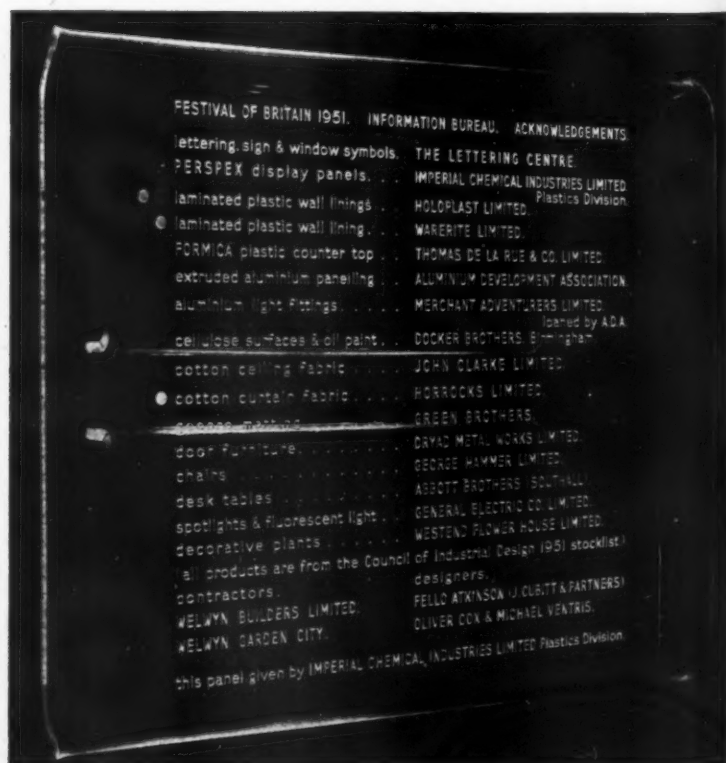 FESTIVAL OF BRITAIN 1951. INFORMATION BUREAU. ACKNOWLEDGEMENTS
lettering, sign & window symbols. THE LETTERING CENTRE.
PERSPEX display panels. . . IMPERIAL CHEMICAL INDUSTRIES LIMITED
Plastics Division.
laminated plastic wall linings . . HOLOPLAST LIMITED.
laminated plastic wall lining. . . WARERITE LIMITED.
FORMICA plastic counter top . . THOMAS DE LA RUE & CO. LIMITED.
extruded aluminium panelling . . ALUMINIUM DEVELOPMENT ASSOCIATION.
aluminium light fittings. . . . . MERCHANT ADVENTURERS LIMITED.
loaned by A.D.A.
cellulose surfaces & oil paint . . DOCKER BROTHERS, Birmingham.
cotton ceiling fabric . . . . JOHN CLARKE LIMITED.
cotton curtain fabric . . . . HORROCKS LIMITED.
GREEN BROTHERS.
door furniture. . . . . . . . DRYAD METAL WORKS LIMITED.
chairs . . . . . . . . . GEORGE HAMMER LIMITED.
desk tables . . . . . . . . ABBOTT BROTHERS (SOUTHALL)
spotlights & fluorescent light . . GENERAL ELECTRIC CO. LIMITED.
decorative plants . . . . . . WESTEND FLOWER HOUSE LIMITED.
(all products are from the Council of Industrial Design 1951 stocklist.)
contractors. designers.
WELWYN BUILDERS LIMITED. FELLO ATKINSON (J. CUBITT & PARTNERS)
WELWYN GARDEN CITY. OLIVER COX & MICHAEL VENTRIS.
this panel given by IMPERIAL CHEMICAL INDUSTRIES LIMITED Plastics Division.